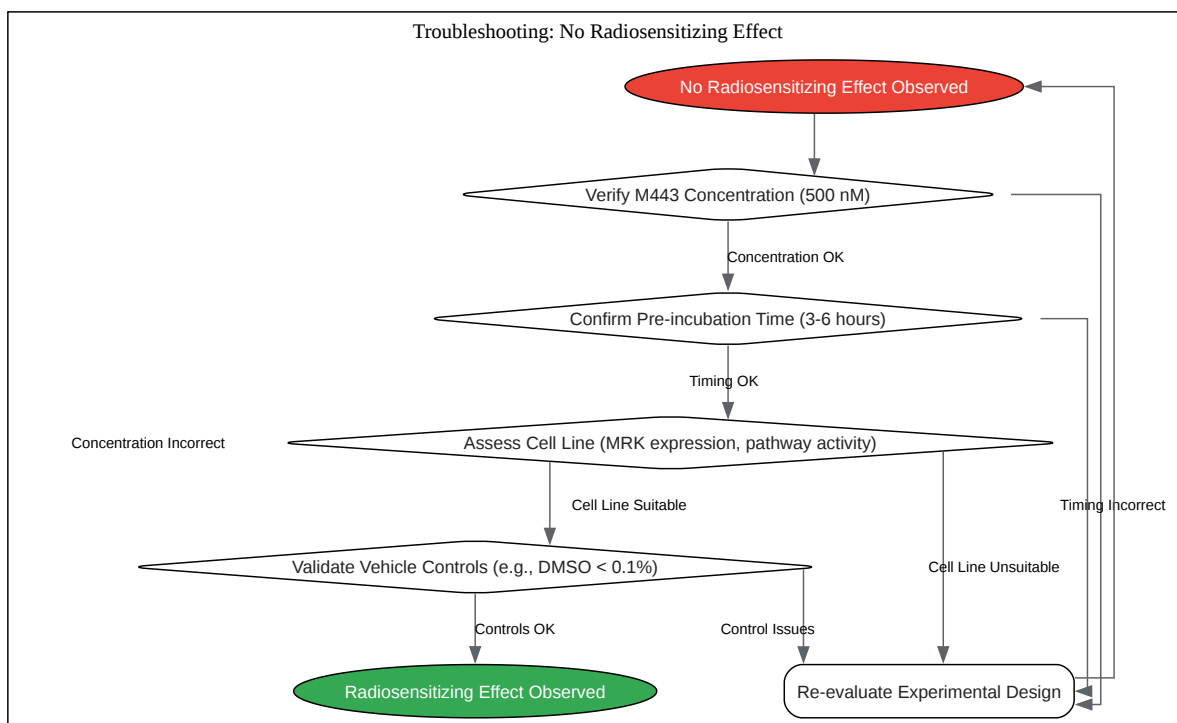 Troubleshooting: No Radiosensitizing Effect
No Radiosensitizing Effect Observed
Verify M443 Concentration (500 nM)
Concentration OK
Confirm Pre-incubation Time (3-6 hours)
Timing OK
Concentration Incorrect
Assess Cell Line (MRK expression, pathway activity)
Cell Line Suitable
Timing Incorrect
Validate Vehicle Controls (e.g., DMSO < 0.1%)
Cell Line Unsuitable
Controls OK
Control Issues
Radiosensitizing Effect Observed
Re-evaluate Experimental Design